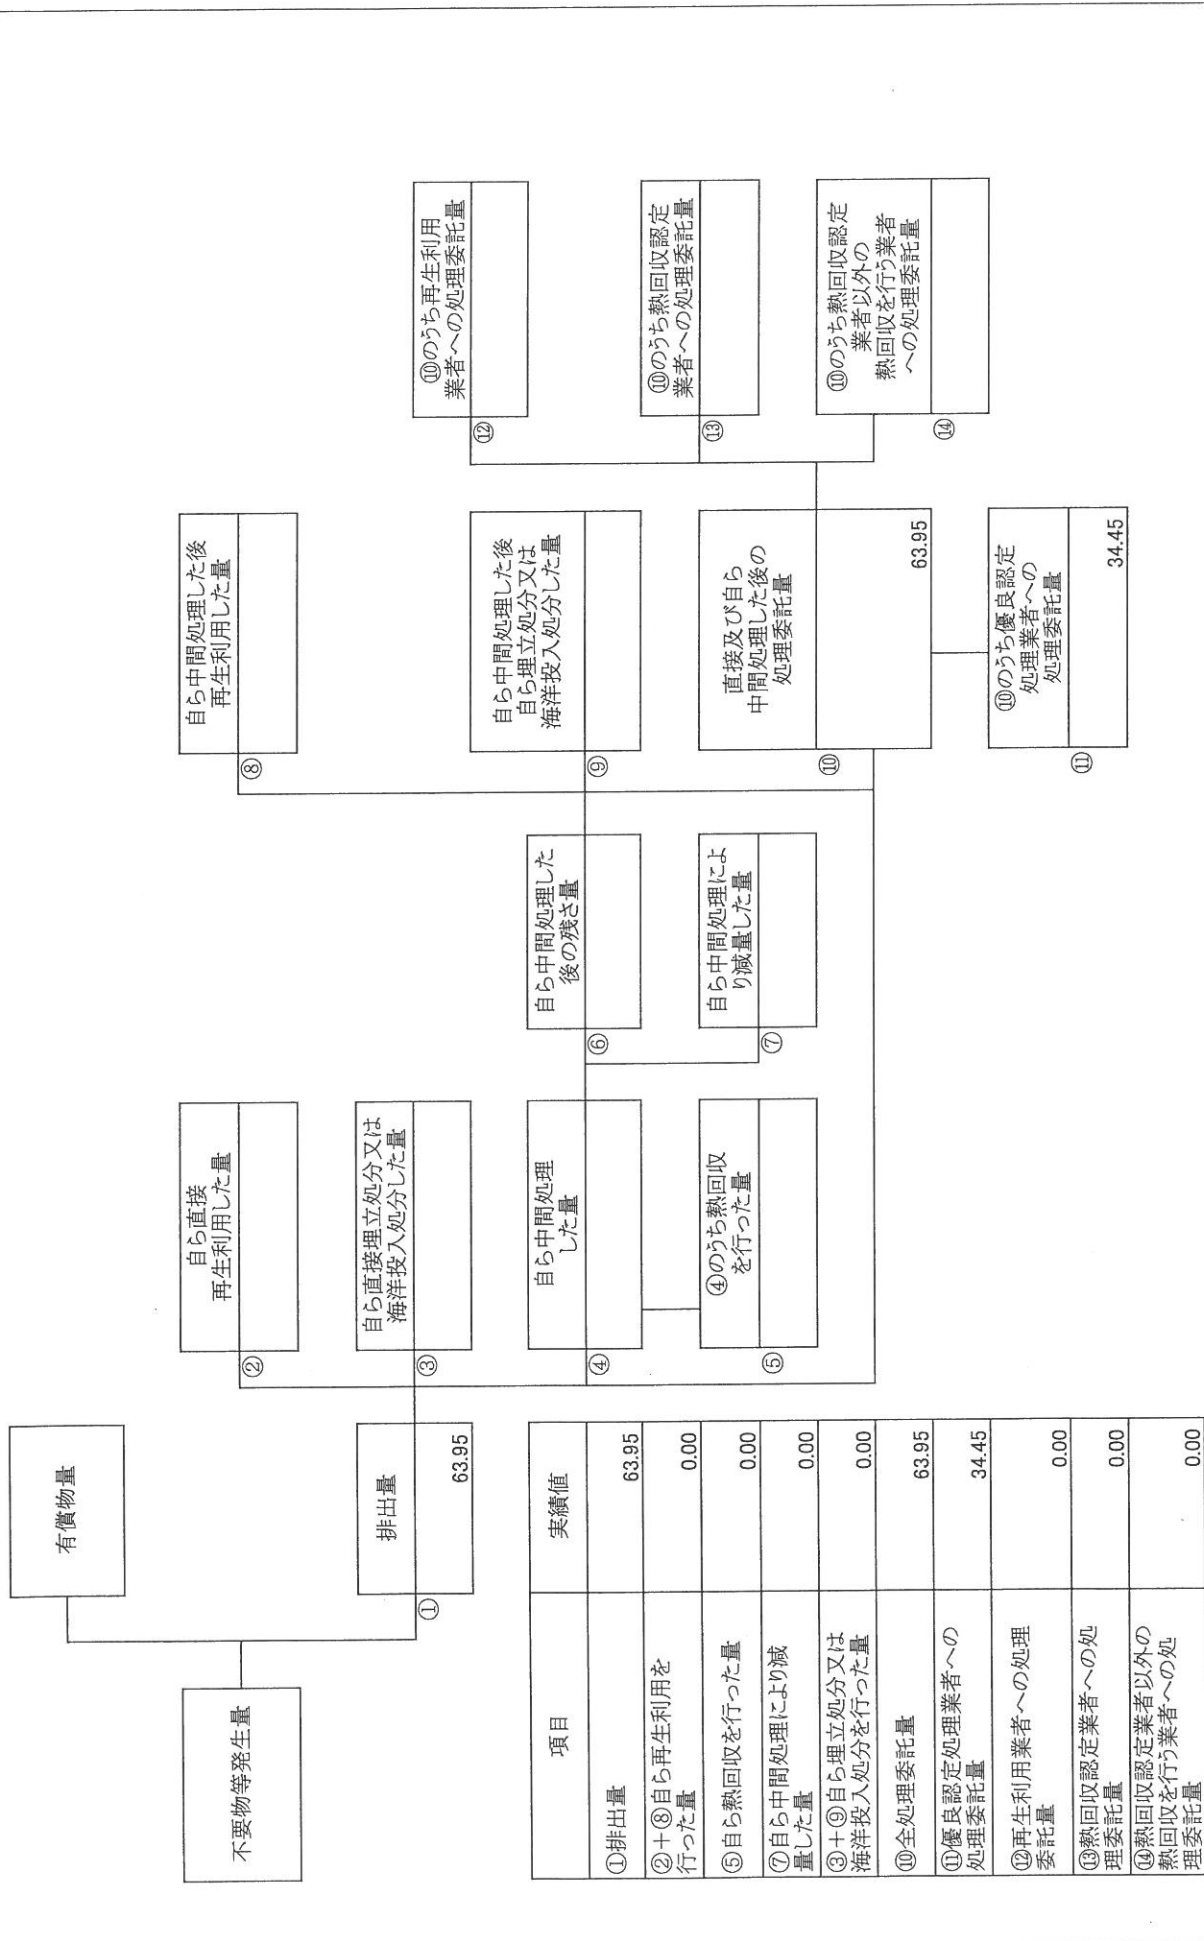 不要物等発生量
有償物量
①
排出量
63.95
②
自ら直接
再生利用した量
③
自ら直接埋立処分又は
海洋投入処分した量
④
自ら中間処理
した量
⑤
④のうち熱回収
を行った量
⑥
自ら中間処理した
後の残さ量
⑦
自ら中間処理によ
り減量した量
⑧
自ら中間処理した後
再生利用した量
⑨
自ら中間処理した後
自ら埋立処分又は
海洋投入処分した量
⑩
直接及び自ら
中間処理した後の
処理委託量
63.95
⑪
⑩のうち優良認定
処理業者への
処理委託量
34.45
⑫
⑩のうち再生利用
業者への処理委託量
⑬
⑩のうち熱回収認定
業者への処理委託量
⑭
⑩のうち熱回収認定
業者以外の
熱回収を行う業者
への処理委託量
項目 実績値
①排出量 63.95
②+⑧自ら再生利用を
行った量 0.00
⑤自ら熱回収を行った量 0.00
⑦自ら中間処理により減
量した量 0.00
③+⑨自ら埋立処分又は
海洋投入処分を行った量 0.00
⑩全処理委託量 63.95
⑪優良認定処理業者への
処理委託量 34.45
⑫再生利用業者への処理
委託量 0.00
⑬熱回収認定業者への処
理委託量 0.00
⑭熱回収認定業者以外の
熱回収を行う業者への処
理委託量 0.00